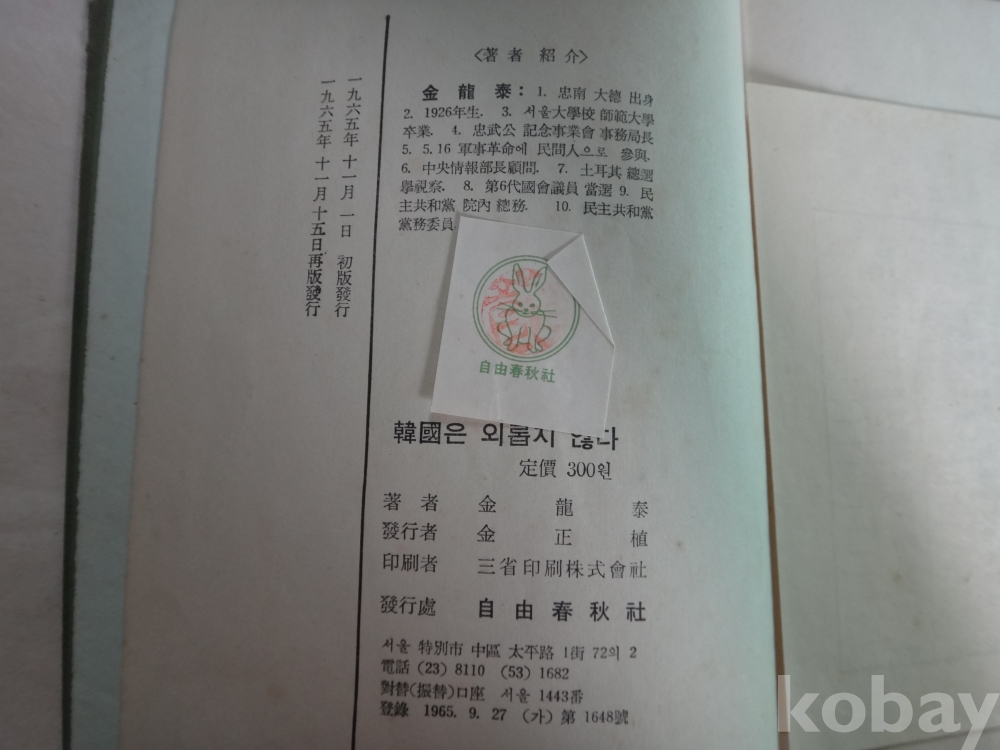 <著者 紹介>
金龍泰: 1. 忠南 大德 出身
2. 1926年生. 3. 서울大學校 師範大學
卒業. 4. 忠武公 記念事業會 事務局長
5. 5.16 軍事革命에 民間人으로 參與.
6. 中央情報部長顧問. 7. 土耳其 總選
擧視察. 8. 第6代國會議員 當選 9. 民
主共和黨 院內 總務. 10. 民主共和黨
黨務委員
一九六五年 十一月 一日 初版發行
一九六五年 十一月 十五日 再版發行
自由春秋社
韓國은 외롭지 않다
定價 300원
著者 金龍泰
發行者 金正植
印刷者 三省印刷株式會社
發行處 自由春秋社
서울 特別市 中區 太平路 1街 72의 2
電話 (23) 8110 (53) 1682
對替(振替)口座 서울 1443番
登錄 1965. 9. 27 (가) 第 1648號
kobay